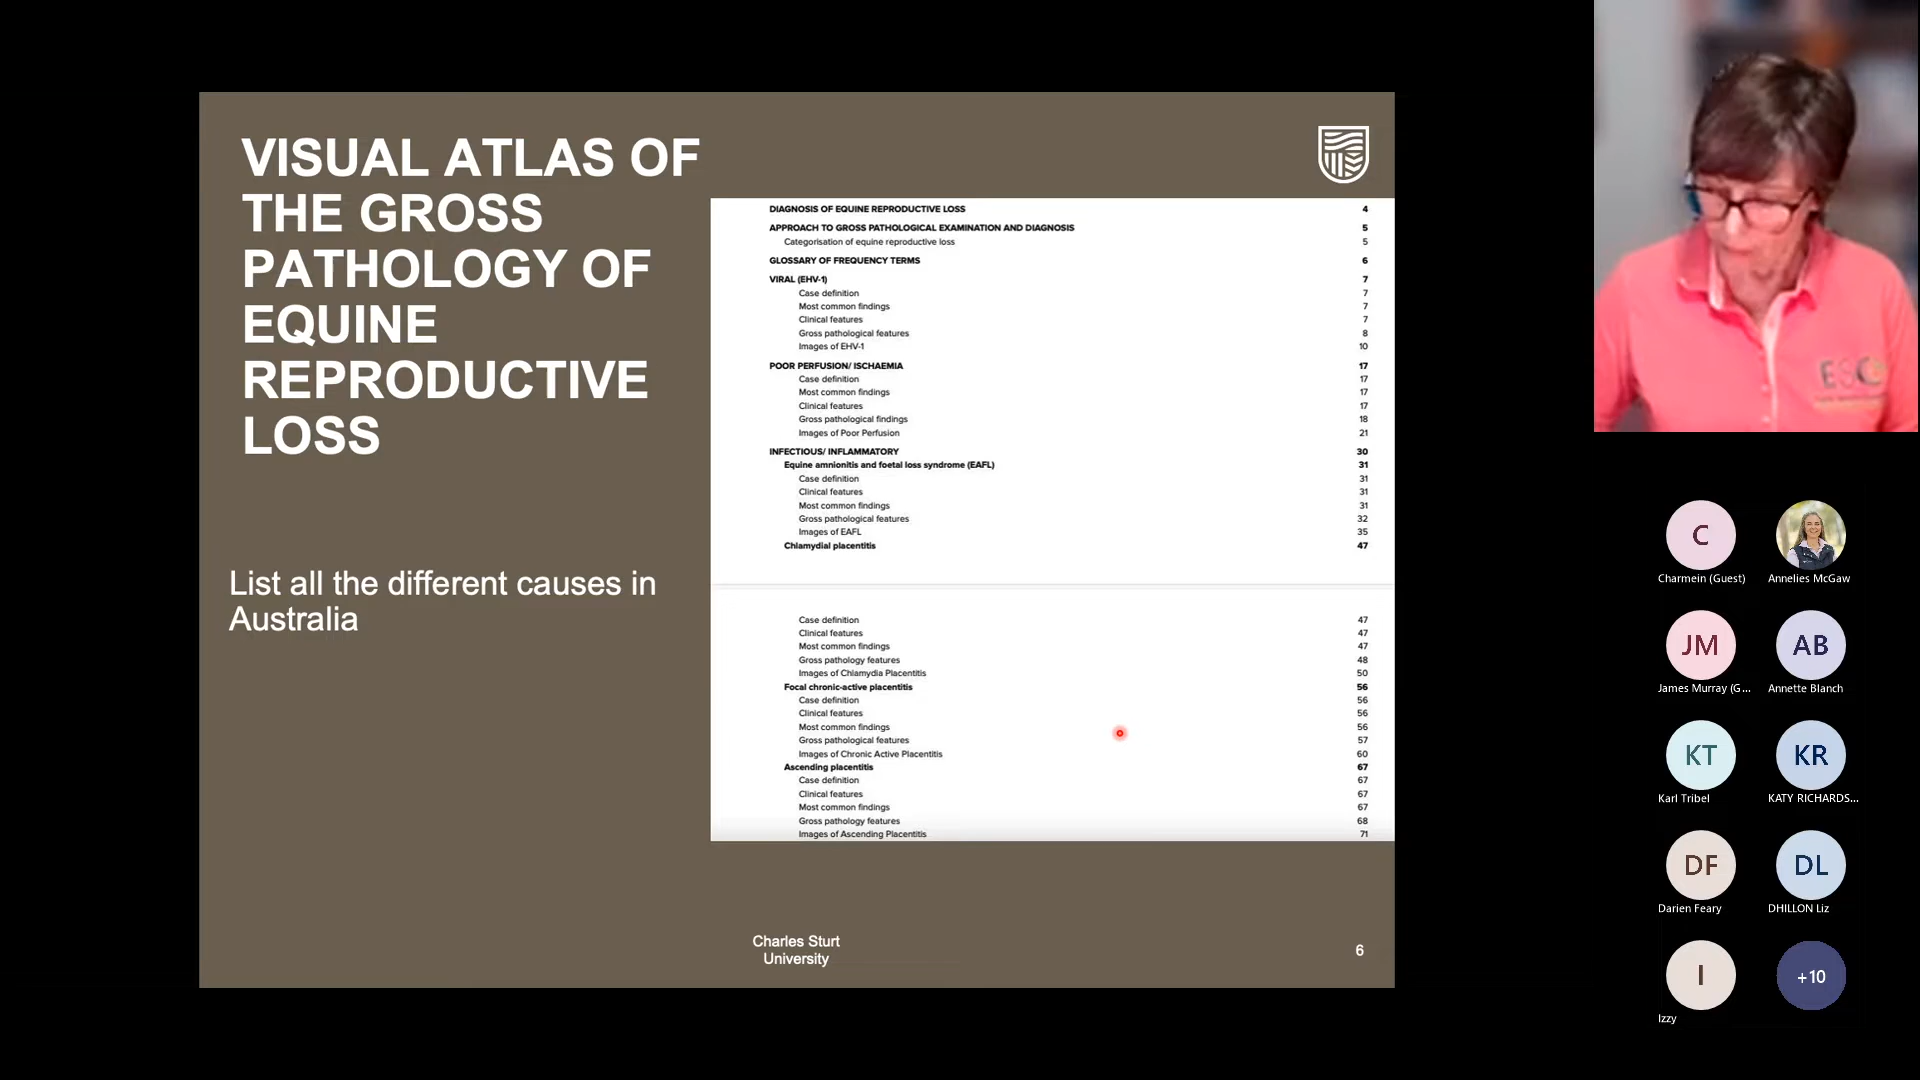 VISUAL ATLAS OF
THE GROSS
PATHOLOGY OF
EQUINE
REPRODUCTIVE
LOSS
List all the different causes in
Australia
DIAGNOSIS OF EQUINE REPRODUCTIVE LOSS 4
APPROACH TO GROSS PATHOLOGICAL EXAMINATION AND DIAGNOSIS 5
Categorisation of equine reproductive loss 5
GLOSSARY OF FREQUENCY TERMS 6
VIRAL (EHV-1) 7
Case definition 7
Most common findings 7
Clinical features 7
Gross pathological features 8
Images of EHV-1 10
POOR PERFUSION/ ISCHAEMIA 17
Case definition 17
Most common findings 17
Clinical features 17
Gross pathological findings 18
Images of Poor Perfusion 21
INFECTIOUS/ INFLAMMATORY 30
Equine amnionitis and foetal loss syndrome (EAFL) 31
Case definition 31
Clinical features 31
Most common findings 31
Gross pathological features 32
Images of EAFL 35
Chlamydial placentitis 47
Case definition 47
Clinical features 47
Most common findings 47
Gross pathology features 48
Images of Chlamydia Placentitis 50
Focal chronic-active placentitis 56
Case definition 56
Clinical features 56
Most common findings 56
Gross pathological features 57
Images of Chronic Active Placentitis 60
Ascending placentitis 67
Case definition 67
Clinical features 67
Most common findings 67
Gross pathology features 68
Images of Ascending Placentitis 71
Charles Sturt
University
6
C
Charmein (Guest)
Annelies McGaw
JM
James Murray (G...
AB
Annette Blanch
KT
Karl Tribel
KR
KATY RICHARDS...
DF
Darien Feary
DL
DHILLON Liz
I
Izzy
+10